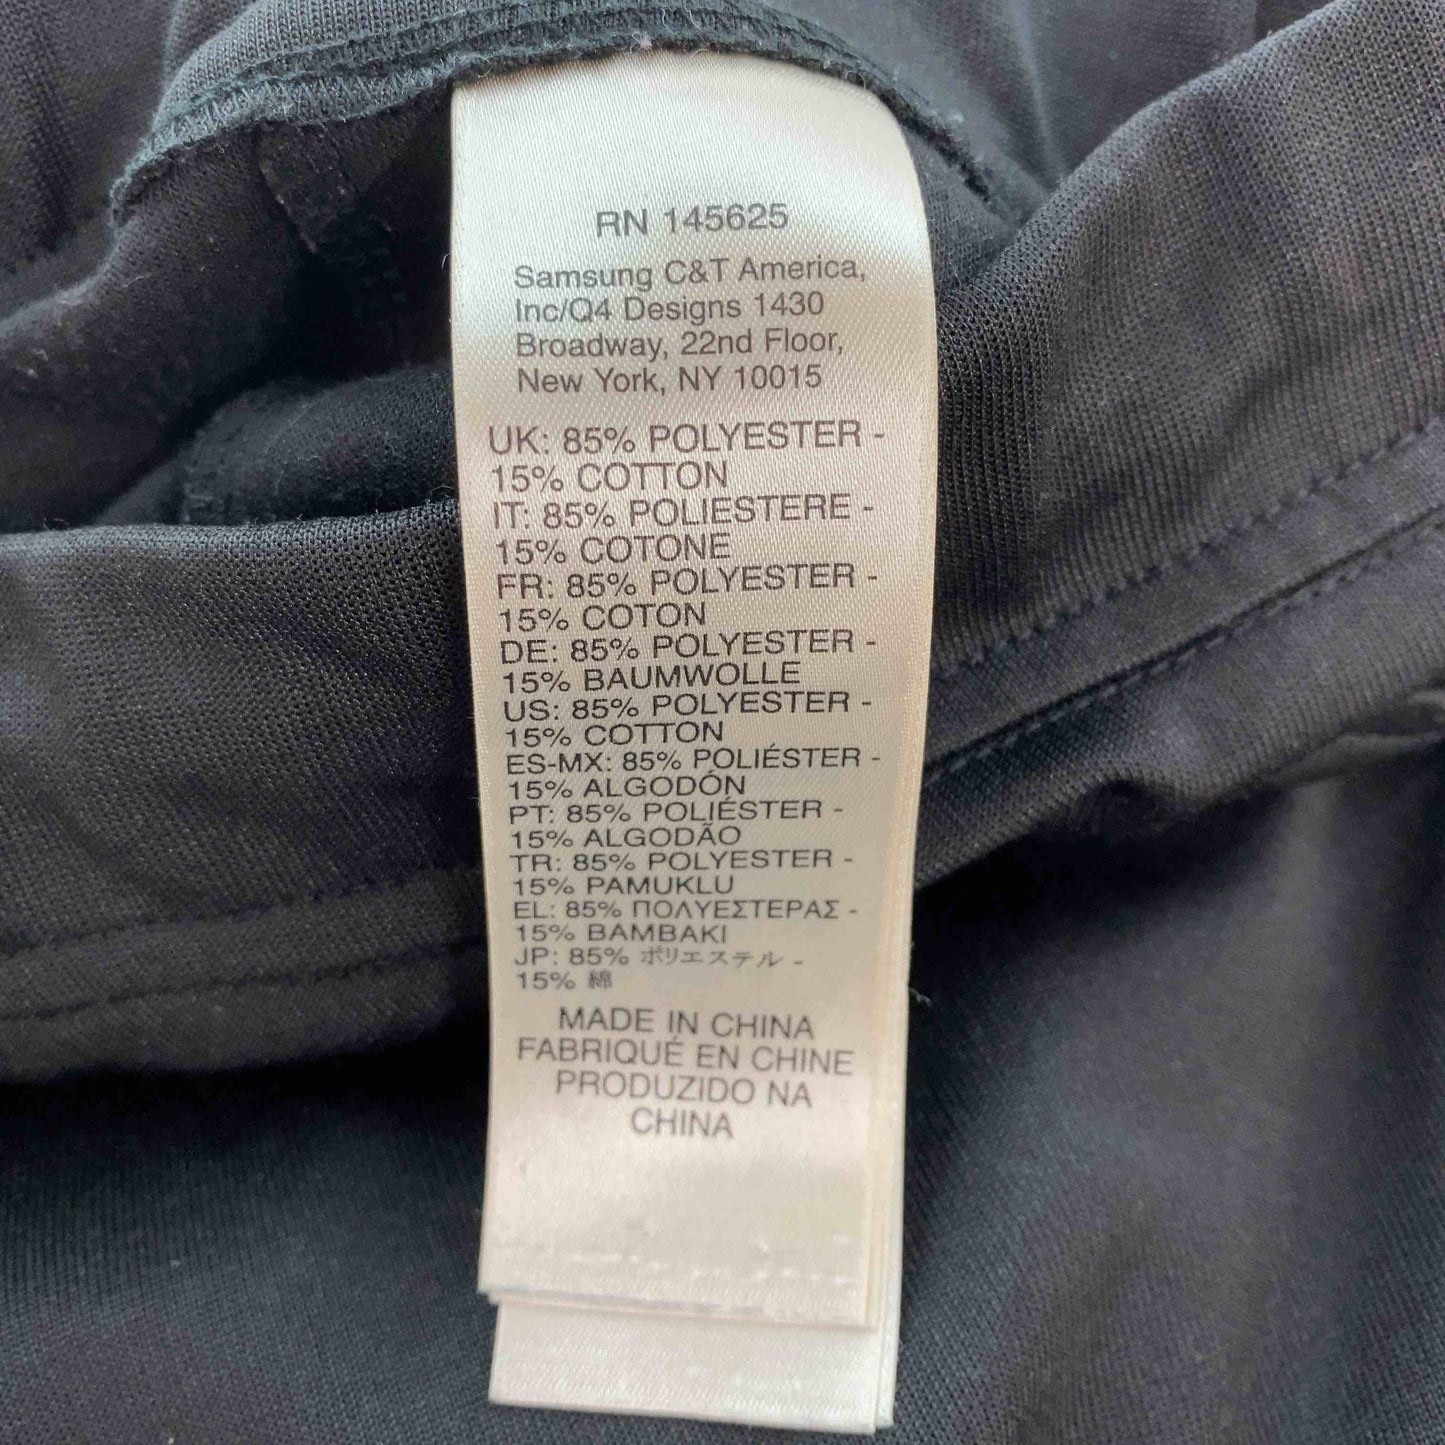 RN 145625
Samsung C&T America,
Inc/Q4 Designs 1430
Broadway, 22nd Floor,
New York, NY 10015
UK: 85% POLYESTER -
15% COTTON
IT: 85% POLIESTERE -
15% COTONE
FR: 85% POLYESTER -
15% COTON
DE: 85% POLYESTER -
15% BAUMWOLLE
US: 85% POLYESTER -
15% COTTON
ES-MX: 85% POLIÉSTER -
15% ALGODÓN
PT: 85% POLIÉSTER -
15% ALGODÃO
TR: 85% POLYESTER -
15% PAMUKLU
EL: 85% ΠΟΛΥΕΣΤΕΡΑΣ -
15% ΒΑΜΒΑΚΙ
JP: 85% ポリエステル -
15% 綿
MADE IN CHINA
FABRIQUÉ EN CHINE
PRODUZIDO NA
CHINA